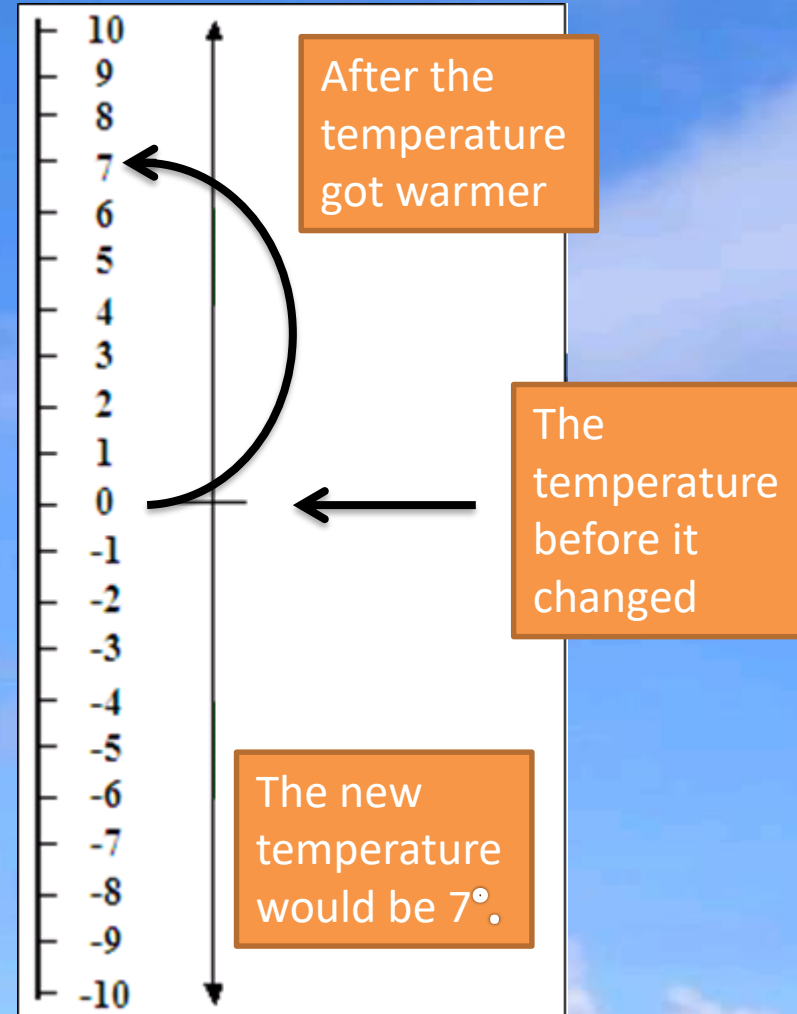 10
9
8
7
6
5
4
3
2
1
0
-1
-2
-3
-4
-5
-6
-7
-8
-9
-10
After the
temperature
got warmer
The
temperature
before it
changed
The new
temperature
would be 7°.